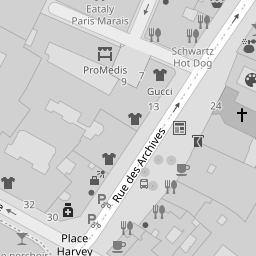 Eataly
Paris Marais
Schwartz
Hot Dog
ProMedis
9
7
Gucci
13
24
Rue des Archives
32
30
P
P
Place
Harvey